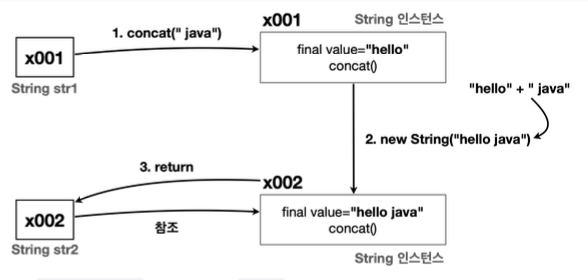 x001
String 인스턴스
1. concat(" java")
x001
String str1
final value="hello"
concat()
"hello" + " java"
2. new String("hello java")
3. return
x002
x002
String str2
참조
final value="hello java"
concat()
String 인스턴스